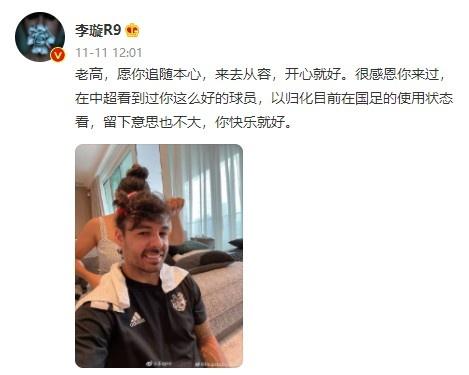 李璇R9
11-11 12:01
老高，愿你追随本心，来去从容，开心就好。很感恩你来过，
在中超看到过你这么好的球员，以归化目前在国足的使用状态
看，留下意思也不大，你快乐就好。
adidas